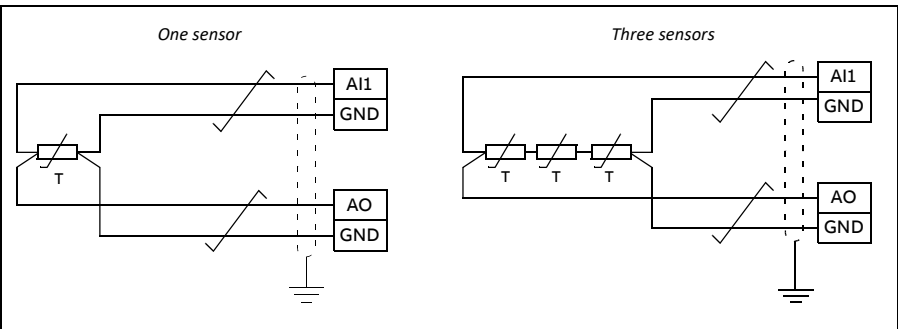 One sensor
Three sensors
AI1
GND
T
AO
GND
AI1
GND
T T T
AO
GND